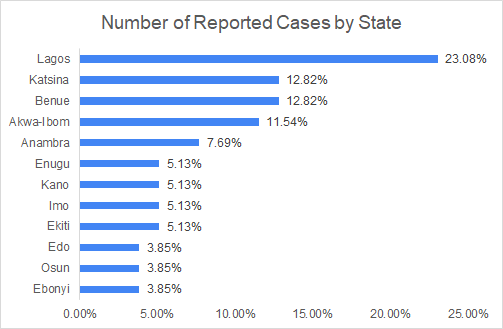 Number of Reported Cases by State
Lagos 23.08%
Katsina 12.82%
Benue 12.82%
Akwa-Ibom 11.54%
Anambra 7.69%
Enugu 5.13%
Kano 5.13%
Imo 5.13%
Ekiti 5.13%
Edo 3.85%
Osun 3.85%
Ebonyi 3.85%
0.00% 5.00% 10.00% 15.00% 20.00% 25.00%